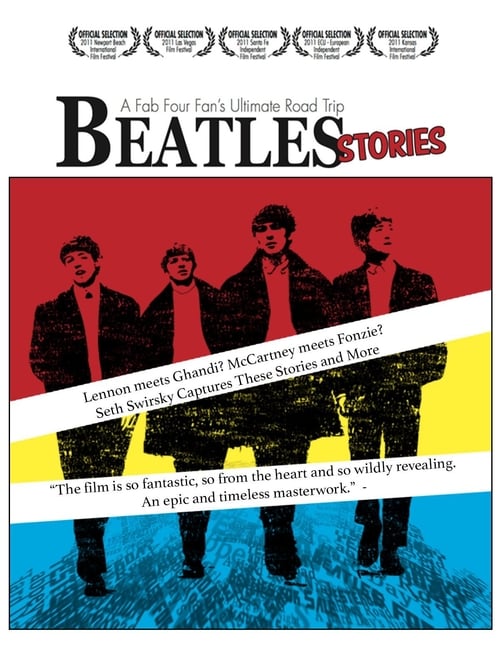 OFFICIAL SELECTION
2011 Newport Beach
International
Film Festival
OFFICIAL SELECTION
2011 Las Vegas
Film Festival
OFFICIAL SELECTION
2011 Santa Fe
Independent
Film Festival
OFFICIAL SELECTION
2011 ECU - European
Independent
Film Festival
OFFICIAL SELECTION
2011 Kansas
International
Film Festival
A Fab Four Fan's Ultimate Road Trip
BEATLES STORIES
Lennon meets Ghandi? McCartney meets Fonzie?
Seth Swirsky Captures These Stories and More
“The film is so fantastic, so from the heart and so wildly revealing.
An epic and timeless masterwork.” -